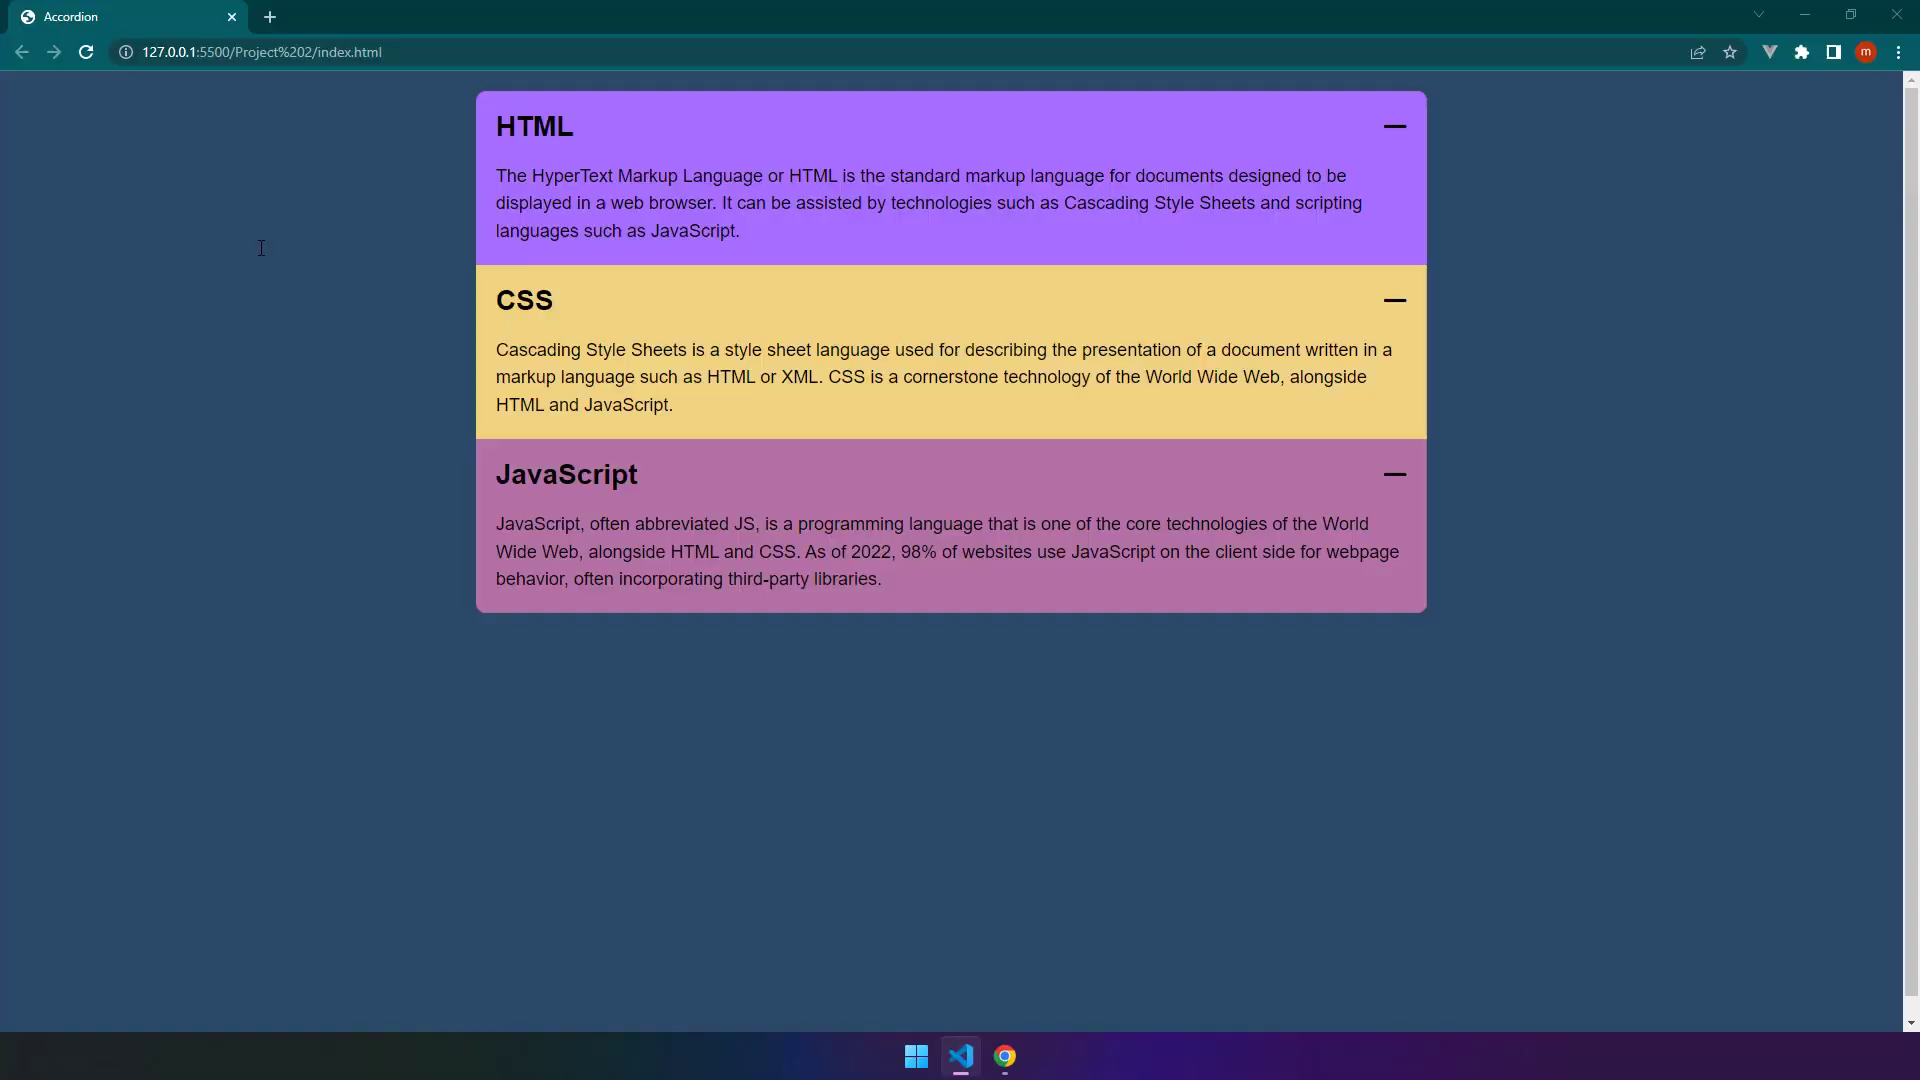 Accordion
127.0.0.1:5500/Project%202/index.html
m
HTML
The HyperText Markup Language or HTML is the standard markup language for documents designed to be
displayed in a web browser. It can be assisted by technologies such as Cascading Style Sheets and scripting
languages such as JavaScript.
CSS
Cascading Style Sheets is a style sheet language used for describing the presentation of a document written in a
markup language such as HTML or XML. CSS is a cornerstone technology of the World Wide Web, alongside
HTML and JavaScript.
JavaScript
JavaScript, often abbreviated JS, is a programming language that is one of the core technologies of the World
Wide Web, alongside HTML and CSS. As of 2022, 98% of websites use JavaScript on the client side for webpage
behavior, often incorporating third-party libraries.